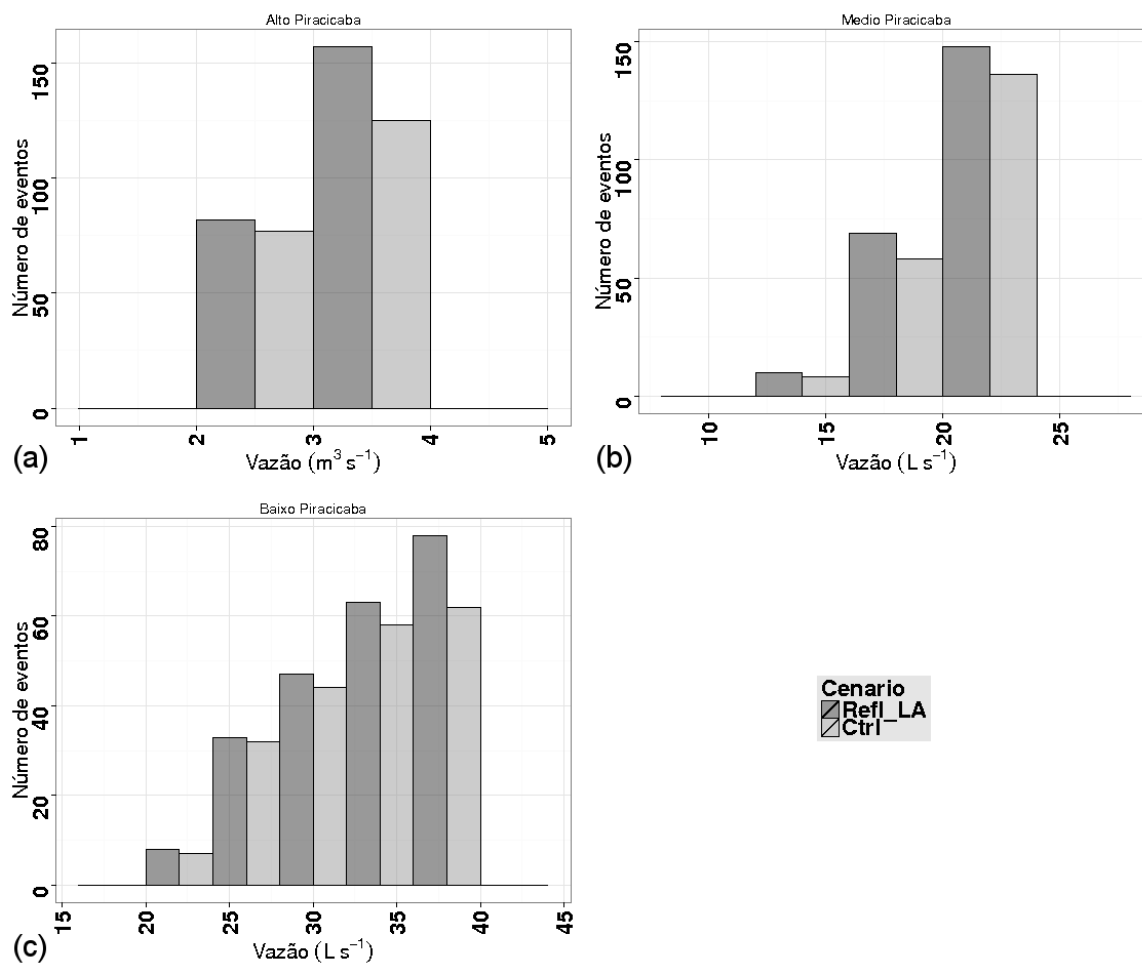 Alto Piracicaba
Número de eventos
150
100
50
0
1 2 3 4 5
Vazão (m³ s⁻¹)
(a)
Medio Piracicaba
Número de eventos
150
100
50
0
10 15 20 25
Vazão (L s⁻¹)
(b)
Baixo Piracicaba
Número de eventos
80
60
40
20
0
15 20 25 30 35 40 45
Vazão (L s⁻¹)
(c)
Cenario
Refl_LA
Ctrl